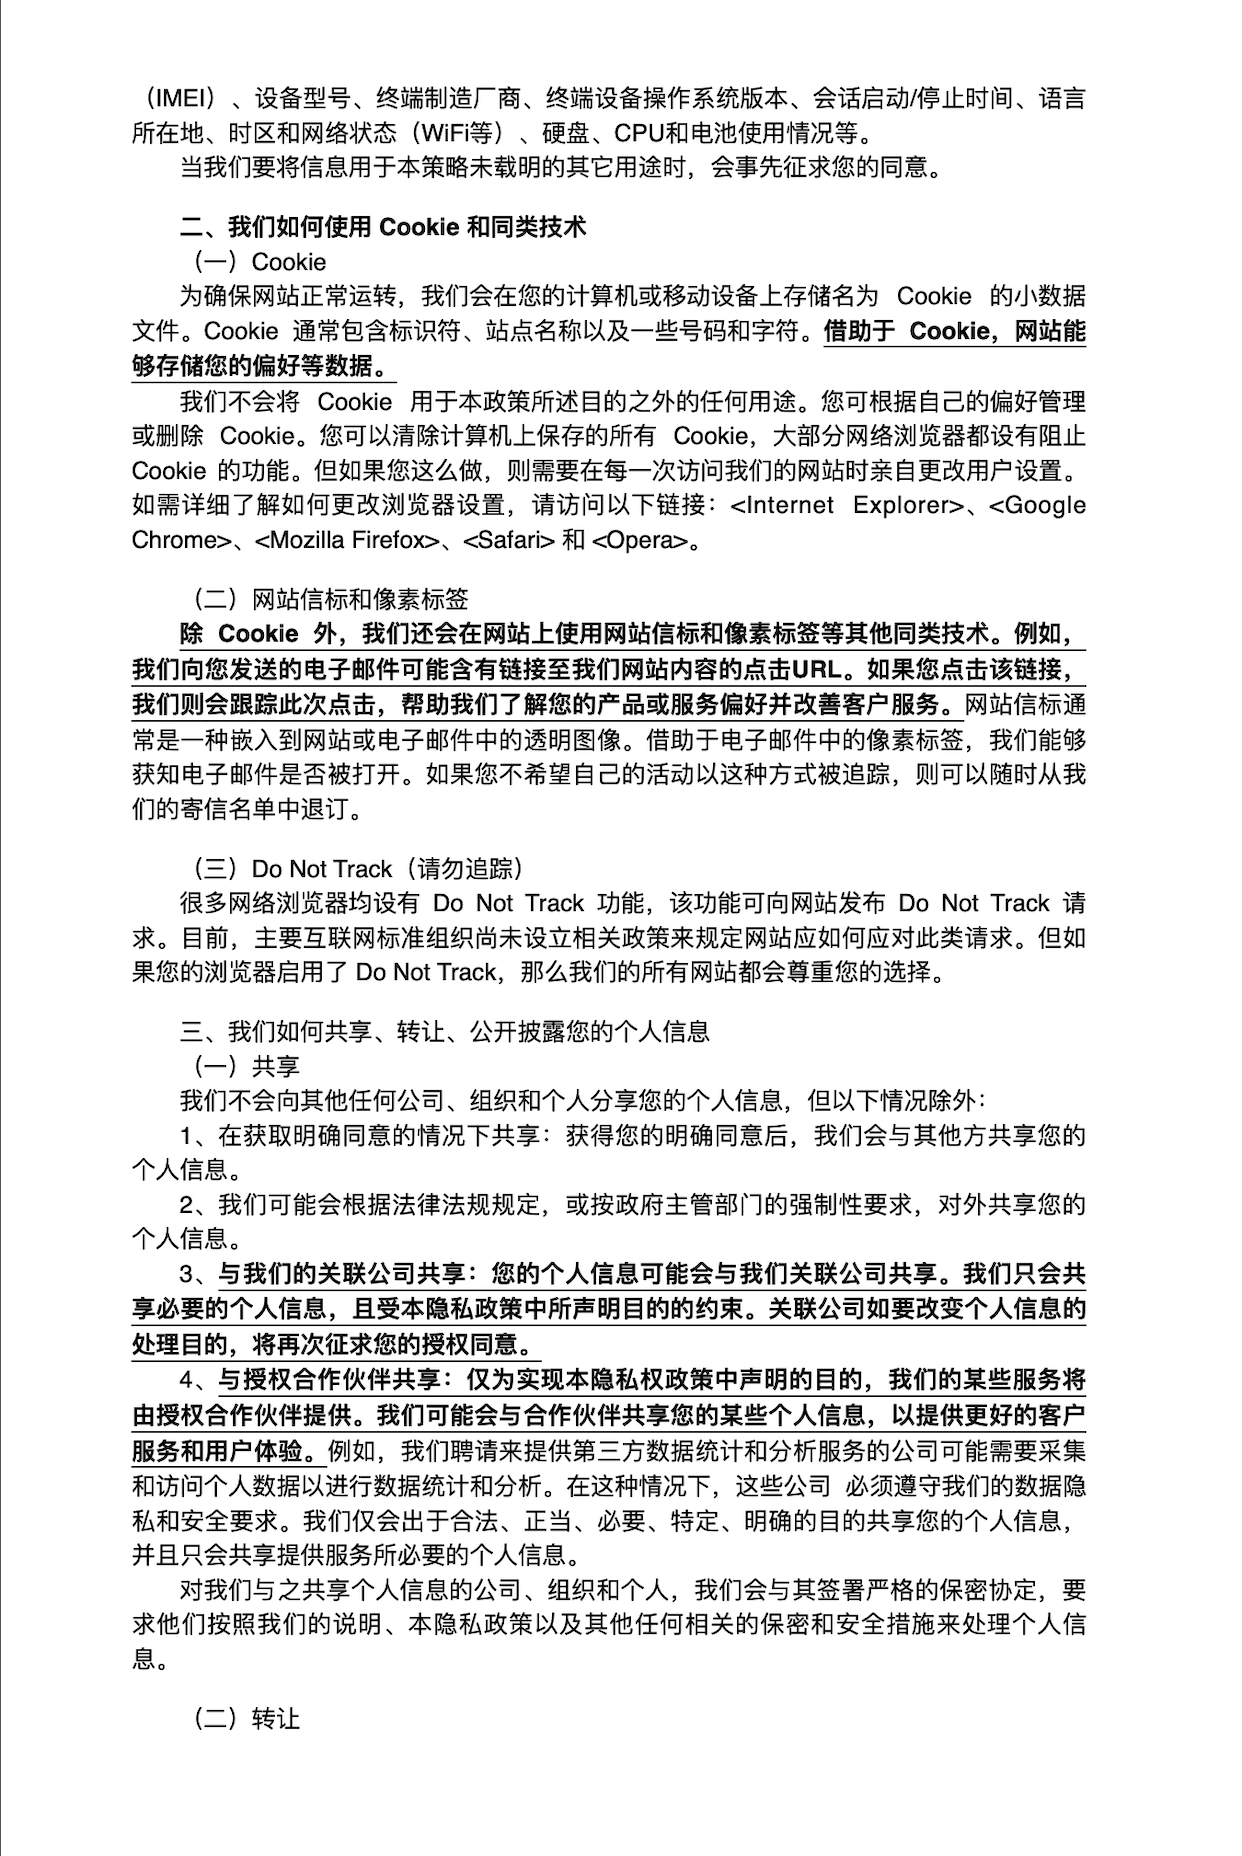 （IMEI）、设备型号、终端制造厂商、终端设备操作系统版本、会话启动/停止时间、语言
所在地、时区和网络状态（WiFi等）、硬盘、CPU和电池使用情况等。
当我们要将信息用于本策略未载明的其它用途时，会事先征求您的同意。
二、我们如何使用 Cookie 和同类技术
（一）Cookie
为确保网站正常运转，我们会在您的计算机或移动设备上存储名为 Cookie 的小数据
文件。Cookie 通常包含标识符、站点名称以及一些号码和字符。借助于 Cookie，网站能
够存储您的偏好等数据。
我们不会将 Cookie 用于本政策所述目的之外的任何用途。您可根据自己的偏好管理
或删除 Cookie。您可以清除计算机上保存的所有 Cookie，大部分网络浏览器都设有阻止
Cookie 的功能。但如果您这么做，则需要在每一次访问我们的网站时亲自更改用户设置。
如需详细了解如何更改浏览器设置，请访问以下链接：<Internet Explorer>、<Google
Chrome>、<Mozilla Firefox>、<Safari> 和 <Opera>。
（二）网站信标和像素标签
除 Cookie 外，我们还会在网站上使用网站信标和像素标签等其他同类技术。例如，
我们向您发送的电子邮件可能含有链接至我们网站内容的点击URL。如果您点击该链接，
我们则会跟踪此次点击，帮助我们了解您的产品或服务偏好并改善客户服务。网站信标通
常是一种嵌入到网站或电子邮件中的透明图像。借助于电子邮件中的像素标签，我们能够
获知电子邮件是否被打开。如果您不希望自己的活动以这种方式被追踪，则可以随时从我
们的寄信名单中退订。
（三）Do Not Track（请勿追踪）
很多网络浏览器均设有 Do Not Track 功能，该功能可向网站发布 Do Not Track 请
求。目前，主要互联网标准组织尚未设立相关政策来规定网站应如何应对此类请求。但如
果您的浏览器启用了 Do Not Track，那么我们的所有网站都会尊重您的选择。
三、我们如何共享、转让、公开披露您的个人信息
（一）共享
我们不会向其他任何公司、组织和个人分享您的个人信息，但以下情况除外：
1、在获取明确同意的情况下共享：获得您的明确同意后，我们会与其他方共享您的
个人信息。
2、我们可能会根据法律法规规定，或按政府主管部门的强制性要求，对外共享您的
个人信息。
3、与我们的关联公司共享：您的个人信息可能会与我们关联公司共享。我们只会共
享必要的个人信息，且受本隐私政策中所声明目的的约束。关联公司如要改变个人信息的
处理目的，将再次征求您的授权同意。
4、与授权合作伙伴共享：仅为实现本隐私权政策中声明的目的，我们的某些服务将
由授权合作伙伴提供。我们可能会与合作伙伴共享您的某些个人信息，以提供更好的客户
服务和用户体验。例如，我们聘请来提供第三方数据统计和分析服务的公司可能需要采集
和访问个人数据以进行数据统计和分析。在这种情况下，这些公司 必须遵守我们的数据隐
私和安全要求。我们仅会出于合法、正当、必要、特定、明确的目的共享您的个人信息，
并且只会共享提供服务所必要的个人信息。
对我们与之共享个人信息的公司、组织和个人，我们会与其签署严格的保密协定，要
求他们按照我们的说明、本隐私政策以及其他任何相关的保密和安全措施来处理个人信
息。
（二）转让